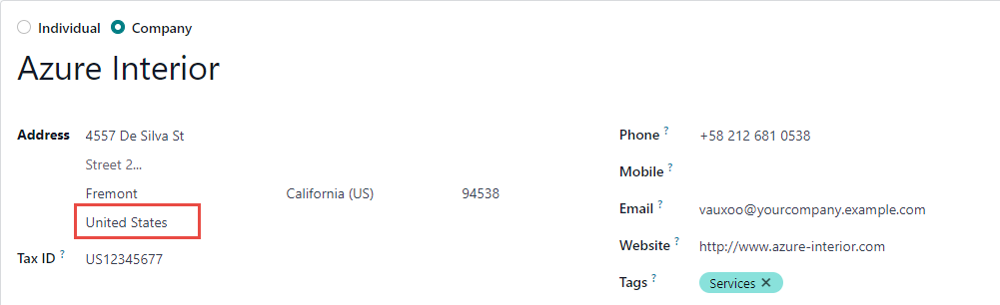 Individual Company
Azure Interior
Address 4557 De Silva St
Street 2...
Fremont California (US) 94538
United States
Tax ID ? US12345677
Phone ? +58 212 681 0538
Mobile ?
Email ? vauxoo@yourcompany.example.com
Website ? http://www.azure-interior.com
Tags ? Services ✕